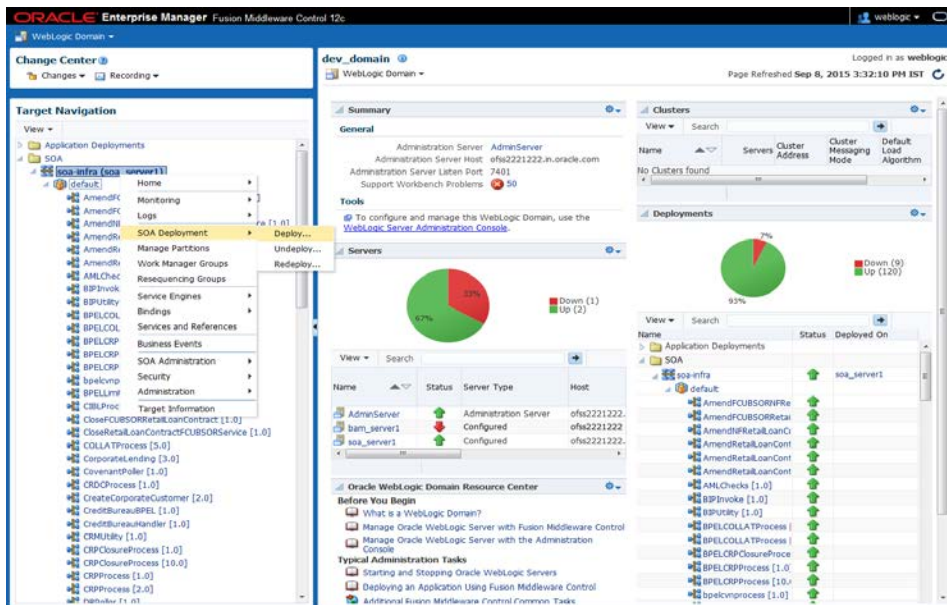 ORACLE Enterprise Manager Fusion Middleware Control 12c
weblogic
WebLogic Domain
Change Center
Changes Recording
Target Navigation
View
Application Deployments
SOA
soa-infra (soa_server1)
default
AmendFC
AmendFC
AmendNF
AmendRe
AmendRe
AmendRe
AMLChec
BIPInvok
BIPUtility
BPELCOL
BPELCOL
BPELCRP
BPELCRP
BPELCRP
bpelcvnp
BPELLimi
CIBLProc
CloseFCUBSORRetailLoanContract [1.0]
CloseRetailLoanContractFCUBSORService [1.0]
COLLATProcess [5.0]
CorporateLending [3.0]
CovenantPoller [1.0]
CRDCProcess [1.0]
CreateCorporateCustomer [2.0]
CreditBureauBPEL [1.0]
CreditBureauHandler [1.0]
CRMUtility [1.0]
CRPClosureProcess [1.0]
CRPClosureProcess [10.0]
CRPProcess [1.0]
CRPProcess [2.0]
Home
Monitoring
Logs
SOA Deployment
Manage Partitions
Work Manager Groups
Resequencing Groups
Service Engines
Bindings
Services and References
Business Events
SOA Administration
Security
Administration
Target Information
Deploy...
Undeploy...
Redeploy...
dev_domain
Logged in as weblogic
WebLogic Domain
Page Refreshed Sep 8, 2015 3:32:10 PM IST
Summary
General
Administration Server AdminServer
Administration Server Host ofss2221222.in.oracle.com
Administration Server Listen Port 7401
Support Workbench Problems 50
Tools
To configure and manage this WebLogic Domain, use the
WebLogic Server Administration Console.
Servers
33%
67%
Down (1)
Up (2)
View Search
Name Status Server Type Host
AdminServer Administration Server ofss2221222.
bam_server1 Configured ofss2221222
soa_server1 Configured ofss2221222.
Oracle WebLogic Domain Resource Center
Before You Begin
What is a WebLogic Domain?
Manage Oracle WebLogic Server with Fusion Middleware Control
Manage Oracle WebLogic Server with the Administration
Console
Typical Administration Tasks
Starting and Stopping Oracle WebLogic Servers
Deploying an Application Using Fusion Middleware Control
Additional Fusion Middleware Control Common Tasks
Clusters
View Search
Name Servers Cluster Address Cluster Messaging Mode Default Load Algorithm
No Clusters found
Deployments
7%
93%
Down (9)
Up (120)
View Search
Name Status Deployed On
Application Deployments
SOA
soa-infra soa_server1
default
AmendFCUBSORNFRe
AmendFCUBSORRetai
AmendNFRetailLoanCo
AmendRetailLoanCont
AmendRetailLoanCont
AmendRetailLoanCont
AMLChecks [1.0]
BIPInvoke [1.0]
BIPUtility [1.0]
BPELCOLLATProcess [
BPELCOLLATProcess [
BPELCRPClosureProce
BPELCRPProcess [1.0]
BPELCRPProcess [10.
bpelcvnprocess [1.0]